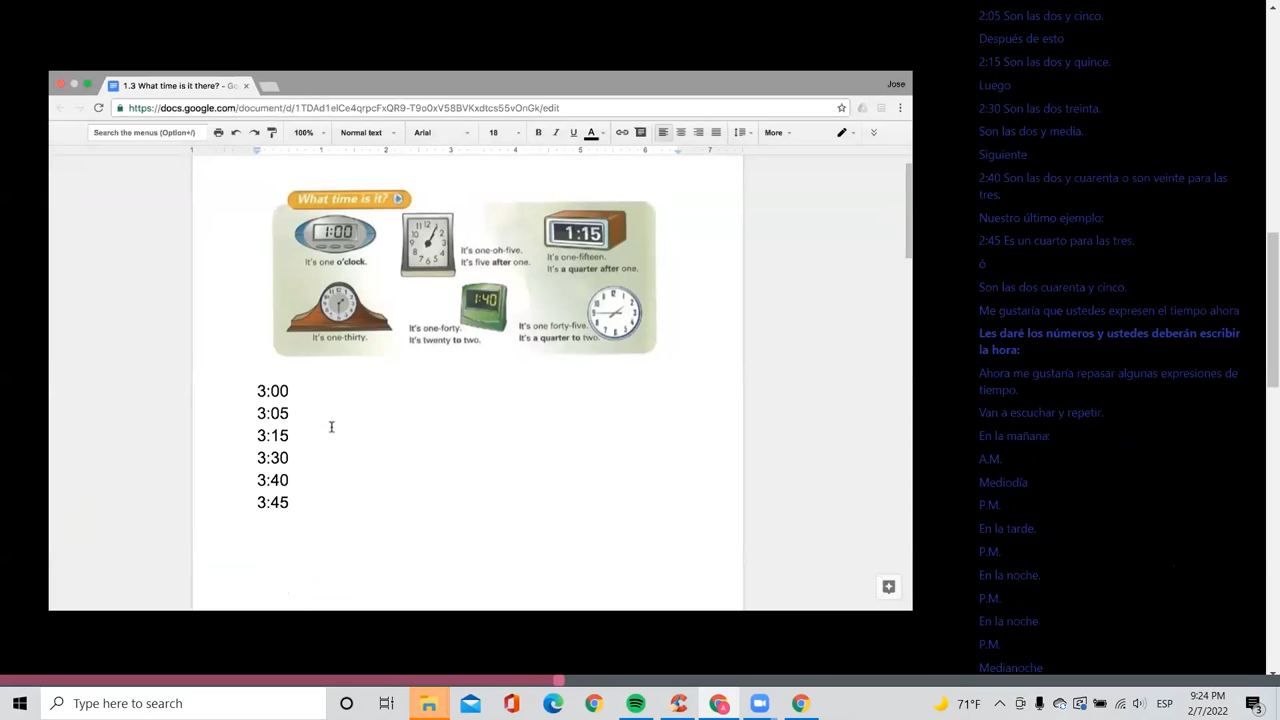 1.3 What time is it there? - Go
Jose
https://docs.google.com/document/d/1TDAd1elCe4qrpcFxQR9-T9o0xV58BVKxdtcs55vOnGk/edit
Search the menus (Option+/)
100%
Normal text
Arial
18
B I U A
More
1 1 2 3 4 5 6 7
What time is it?
1:00
It's one o'clock.
It's one-oh-five.
It's five after one.
1:15
It's one-fifteen.
It's a quarter after one.
It's one-thirty.
1:40
It's one-forty.
It's twenty to two.
It's one forty-five.
It's a quarter to two.
3:00
3:05
3:15
3:30
3:40
3:45
2:05 Son las dos y cinco.
Después de esto
2:15 Son las dos y quince.
Luego
2:30 Son las dos treinta.
Son las dos y media.
Siguiente
2:40 Son las dos y cuarenta o son veinte para las
tres.
Nuestro último ejemplo:
2:45 Es un cuarto para las tres.
ó
Son las dos cuarenta y cinco.
Me gustaría que ustedes expresen el tiempo ahora
Les daré los números y ustedes deberán escribir
la hora:
Ahora me gustaría repasar algunas expresiones de
tiempo.
Van a escuchar y repetir.
En la mañana:
A.M.
Mediodía
P.M.
En la tarde.
P.M.
En la noche.
P.M.
En la noche
P.M.
Medianoche
Type here to search
71°F
ESP
9:24 PM
2/7/2022
3